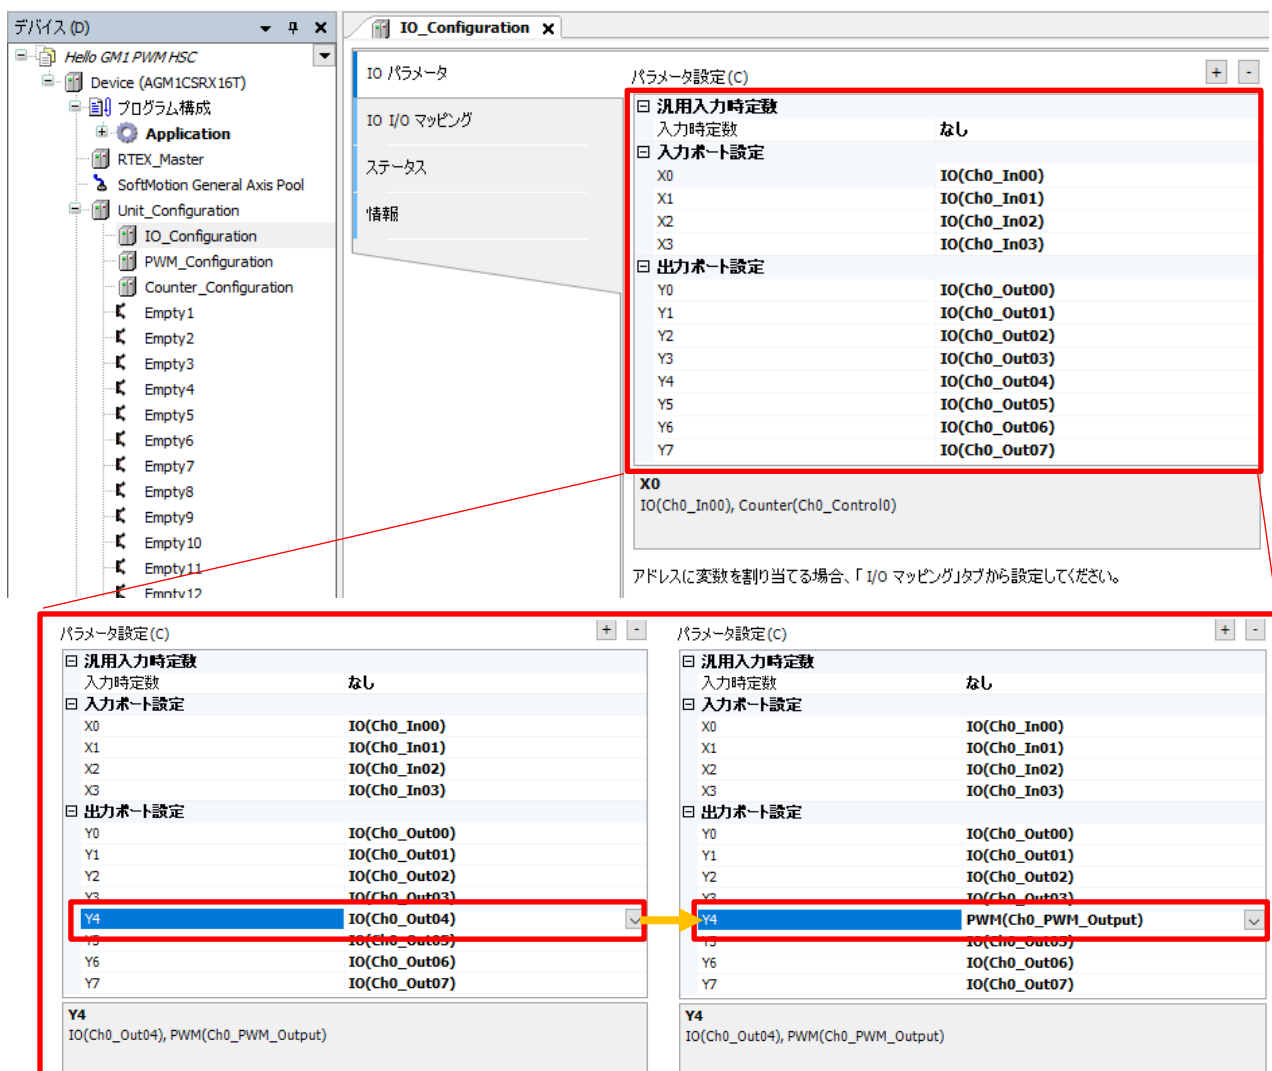 デバイス (D)
Hello GM1 PWM HSC
Device (AGM1CSRX16T)
プログラム構成
Application
RTEX_Master
SoftMotion General Axis Pool
Unit_Configuration
IO_Configuration
PWM_Configuration
Counter_Configuration
Empty1
Empty2
Empty3
Empty4
Empty5
Empty6
Empty7
Empty8
Empty9
Empty10
Empty11
Empty12
IO_Configuration
IO パラメータ
IO I/O マッピング
ステータス
情報
パラメータ設定(C)
+ -
汎用入力時定数
入力時定数 なし
入力ポート設定
X0 IO(Ch0_In00)
X1 IO(Ch0_In01)
X2 IO(Ch0_In02)
X3 IO(Ch0_In03)
出力ポート設定
Y0 IO(Ch0_Out00)
Y1 IO(Ch0_Out01)
Y2 IO(Ch0_Out02)
Y3 IO(Ch0_Out03)
Y4 IO(Ch0_Out04)
Y5 IO(Ch0_Out05)
Y6 IO(Ch0_Out06)
Y7 IO(Ch0_Out07)
X0
IO(Ch0_In00), Counter(Ch0_Control0)
アドレスに変数を割り当てる場合、「I/O マッピング」タブから設定してください。
パラメータ設定(C)
+ -
汎用入力時定数
入力時定数 なし
入力ポート設定
X0 IO(Ch0_In00)
X1 IO(Ch0_In01)
X2 IO(Ch0_In02)
X3 IO(Ch0_In03)
出力ポート設定
Y0 IO(Ch0_Out00)
Y1 IO(Ch0_Out01)
Y2 IO(Ch0_Out02)
Y3 IO(Ch0_Out03)
Y4 IO(Ch0_Out04)
Y5 IO(Ch0_Out05)
Y6 IO(Ch0_Out06)
Y7 IO(Ch0_Out07)
Y4
IO(Ch0_Out04), PWM(Ch0_PWM_Output)
パラメータ設定(C)
+ -
汎用入力時定数
入力時定数 なし
入力ポート設定
X0 IO(Ch0_In00)
X1 IO(Ch0_In01)
X2 IO(Ch0_In02)
X3 IO(Ch0_In03)
出力ポート設定
Y0 IO(Ch0_Out00)
Y1 IO(Ch0_Out01)
Y2 IO(Ch0_Out02)
Y3 IO(Ch0_Out03)
Y4 PWM(Ch0_PWM_Output)
Y5 IO(Ch0_Out05)
Y6 IO(Ch0_Out06)
Y7 IO(Ch0_Out07)
Y4
IO(Ch0_Out04), PWM(Ch0_PWM_Output)